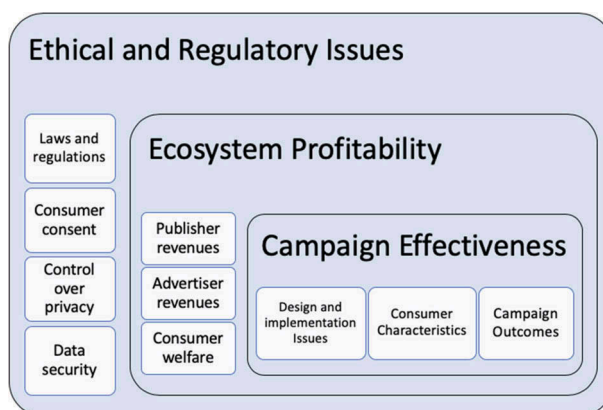 Ethical and Regulatory Issues
Laws and
regulations
Consumer
consent
Control
over
privacy
Data
security
Ecosystem Profitability
Publisher
revenues
Advertiser
revenues
Consumer
welfare
Campaign Effectiveness
Design and
implementation
Issues
Consumer
Characteristics
Campaign
Outcomes